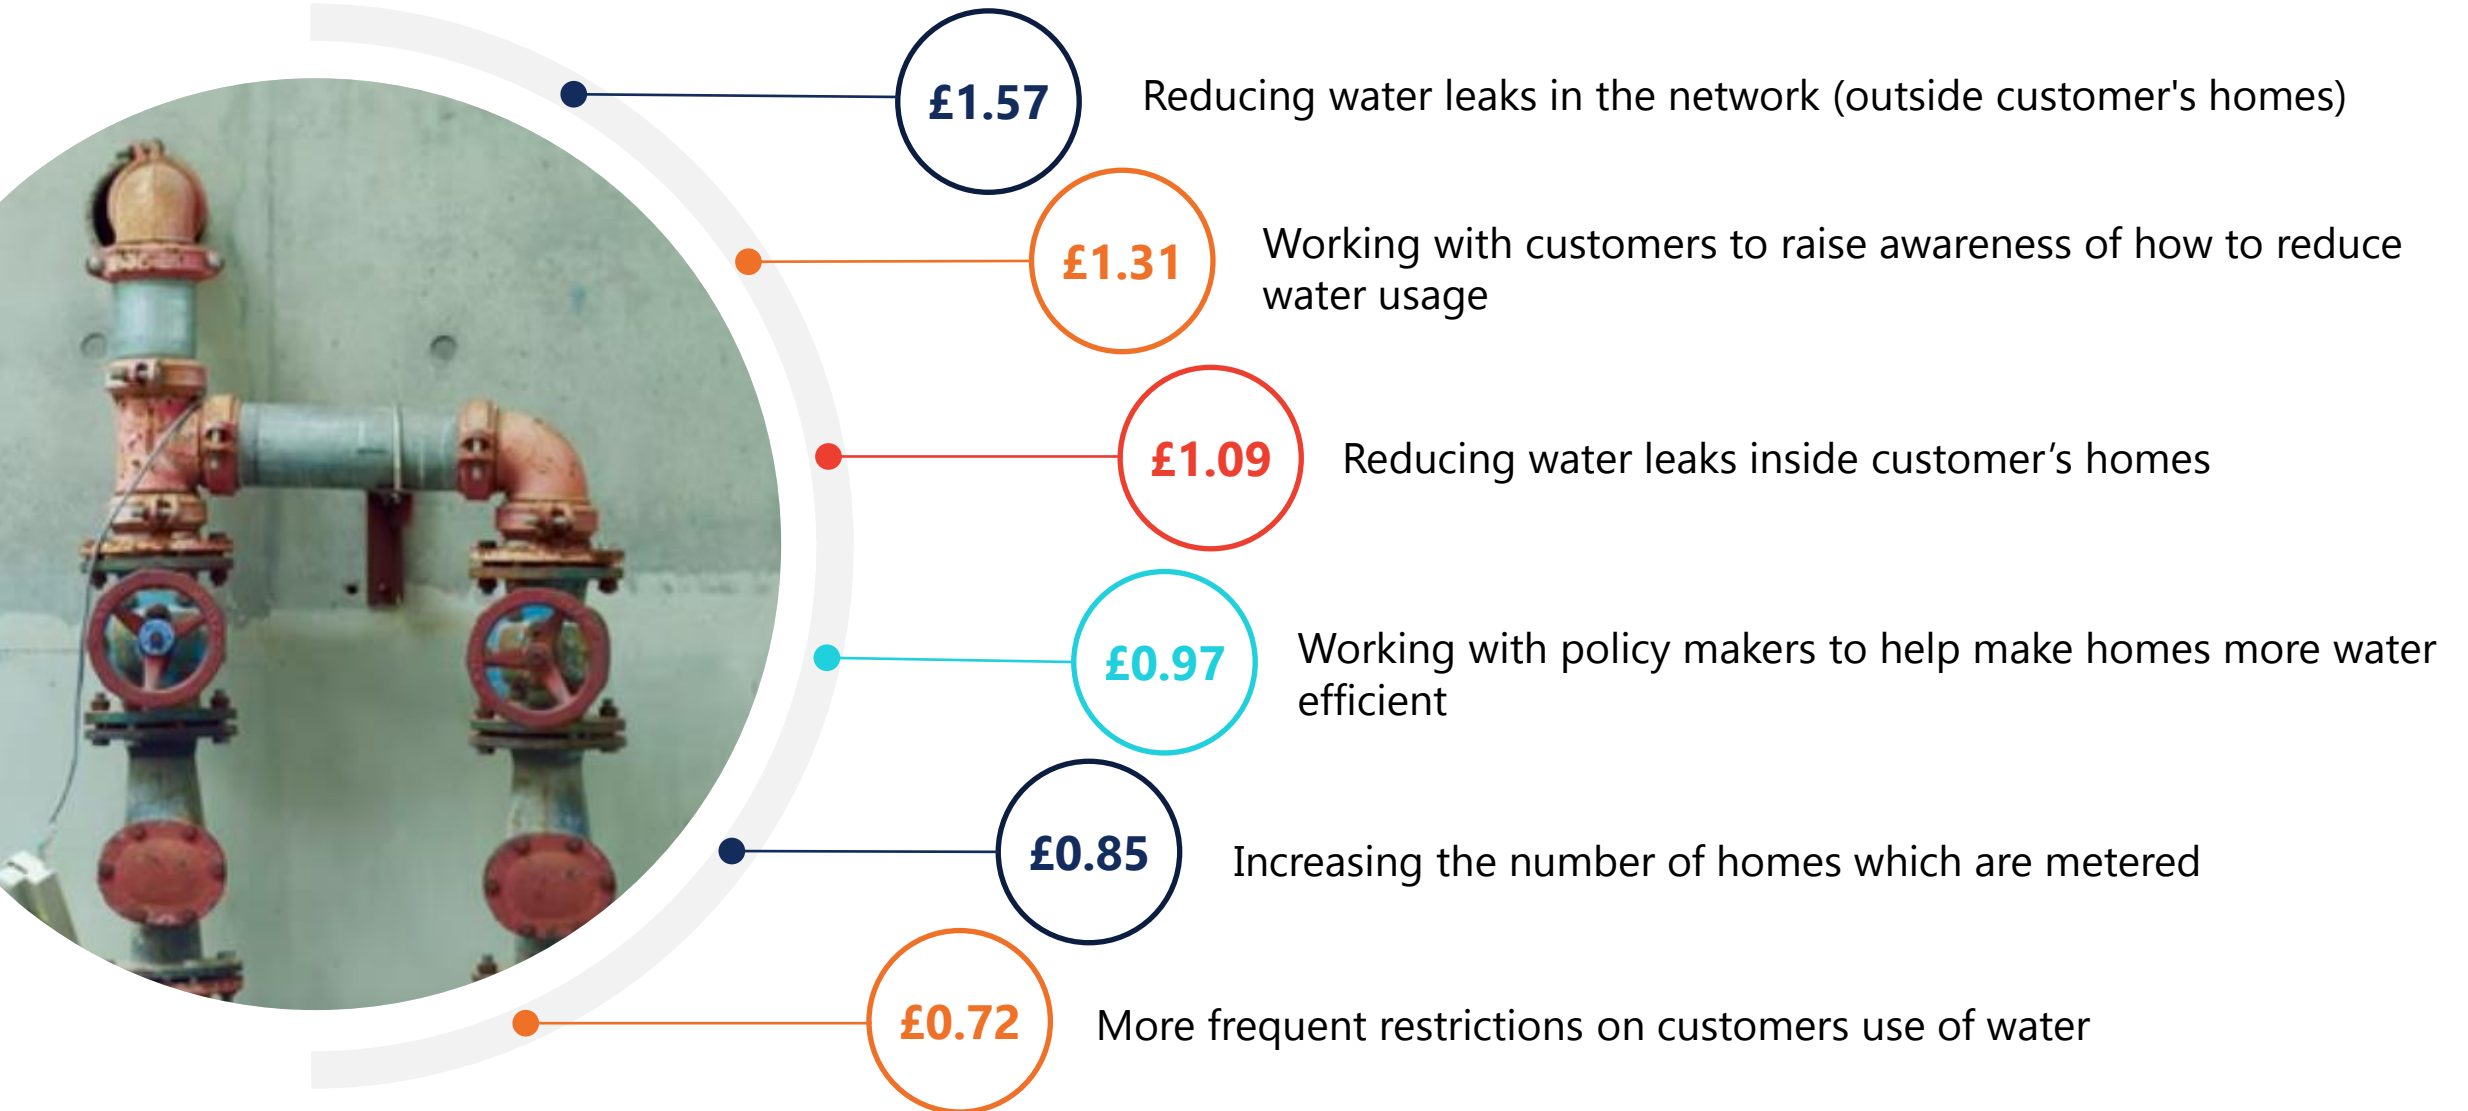 £1.57
Reducing water leaks in the network (outside customer's homes)
£1.31
Working with customers to raise awareness of how to reduce
water usage
£1.09
Reducing water leaks inside customer’s homes
£0.97
Working with policy makers to help make homes more water
efficient
£0.85
Increasing the number of homes which are metered
£0.72
More frequent restrictions on customers use of water